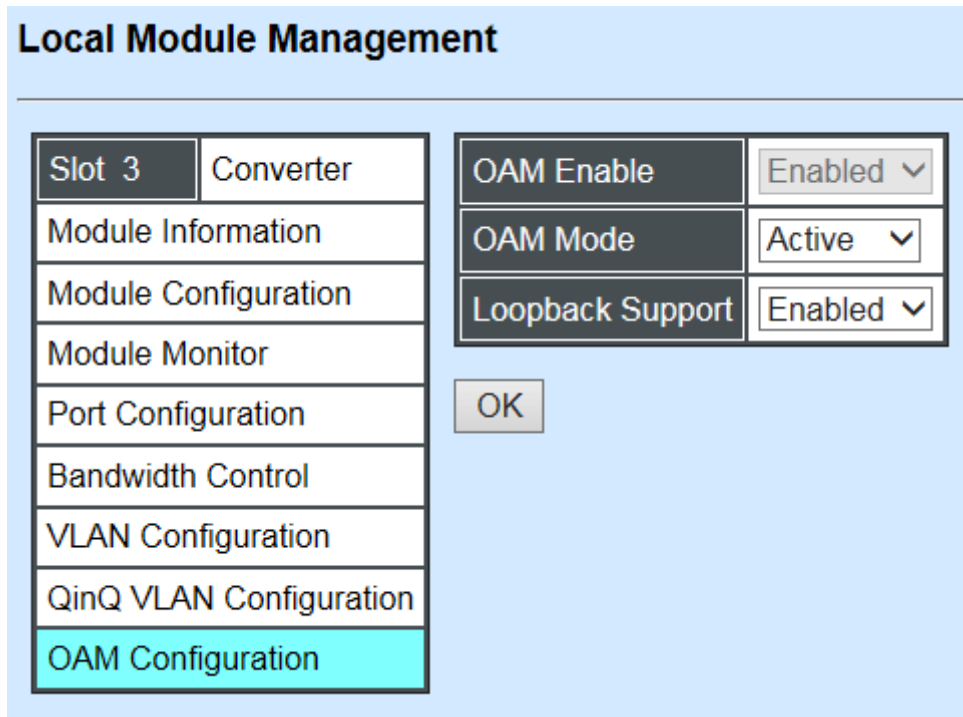 Local Module Management
Slot 3 Converter
Module Information
Module Configuration
Module Monitor
Port Configuration
Bandwidth Control
VLAN Configuration
QinQ VLAN Configuration
OAM Configuration
OAM Enable Enabled
OAM Mode Active
Loopback Support Enabled
OK